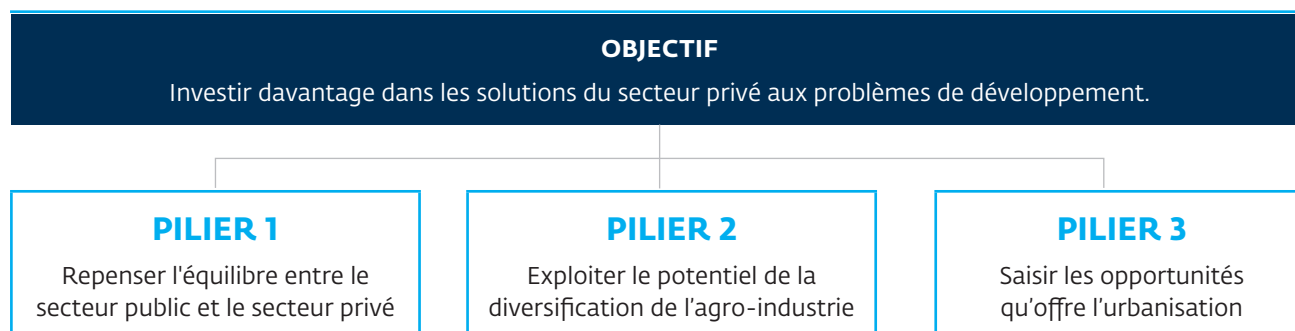 OBJECTIF
Investir davantage dans les solutions du secteur privé aux problèmes de développement.
PILIER 1
Repenser l'équilibre entre le
secteur public et le secteur privé
PILIER 2
Exploiter le potentiel de la
diversification de l'agro-industrie
PILIER 3
Saisir les opportunités
qu'offre l'urbanisation